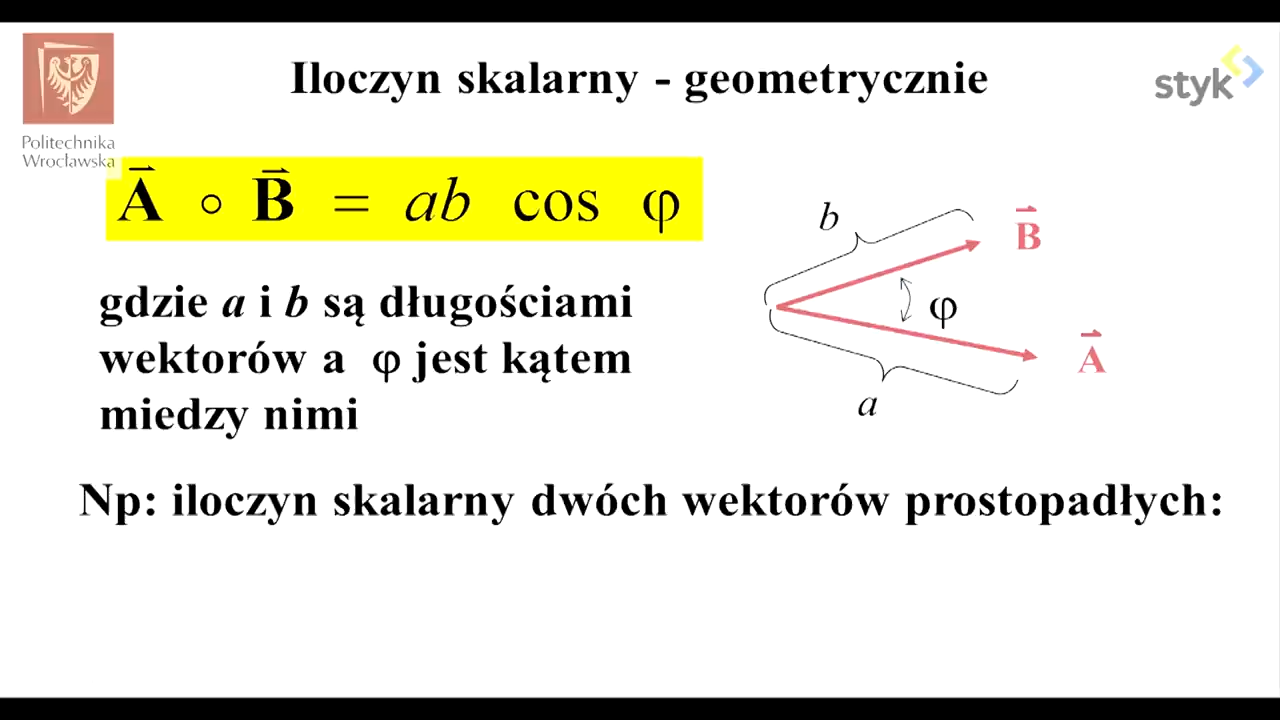 Iloczyn skalarny - geometrycznie
styk
Politechnika
Wrocławska
A⃗ ∘ B⃗ = ab cos φ
gdzie a i b są długościami
wektorów a φ jest kątem
miedzy nimi
b
B⃗
φ
A⃗
a
Np: iloczyn skalarny dwóch wektorów prostopadłych: